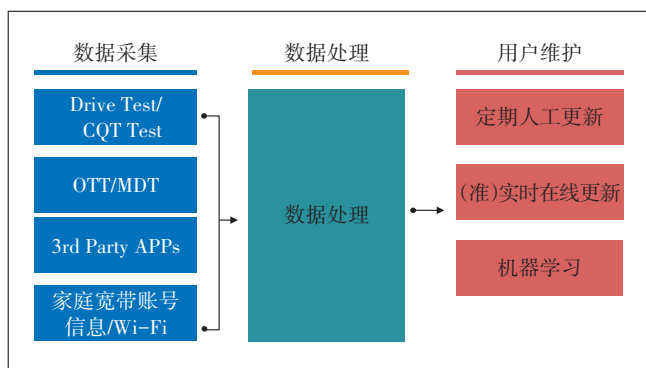 数据采集
数据处理
用户维护
Drive Test/
CQT Test
OTT/MDT
3rd Party APPs
家庭宽带账号
信息/Wi-Fi
数据处理
定期人工更新
(准)实时在线更新
机器学习